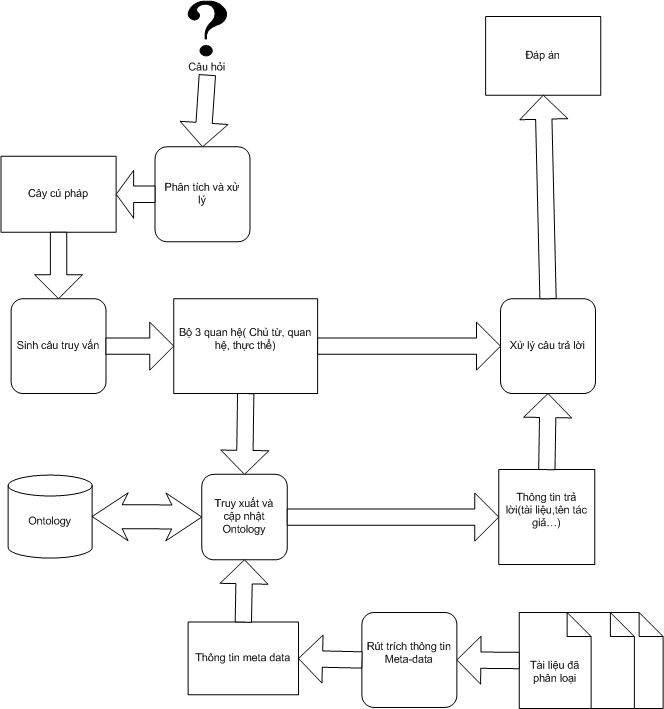 ?
Câu hỏi
Đáp án
Phân tích và xử
lý
Cây cú pháp
Sinh câu truy vấn
Bộ 3 quan hệ( Chủ từ, quan
hệ, thực thể)
Xử lý câu trả lời
Ontology
Truy xuất và
cập nhật
Ontology
Thông tin trả
lời(tài liệu,tên tác
giả…)
Thông tin meta data
Rút trích thông tin
Meta-data
Tài liệu đã
phân loại